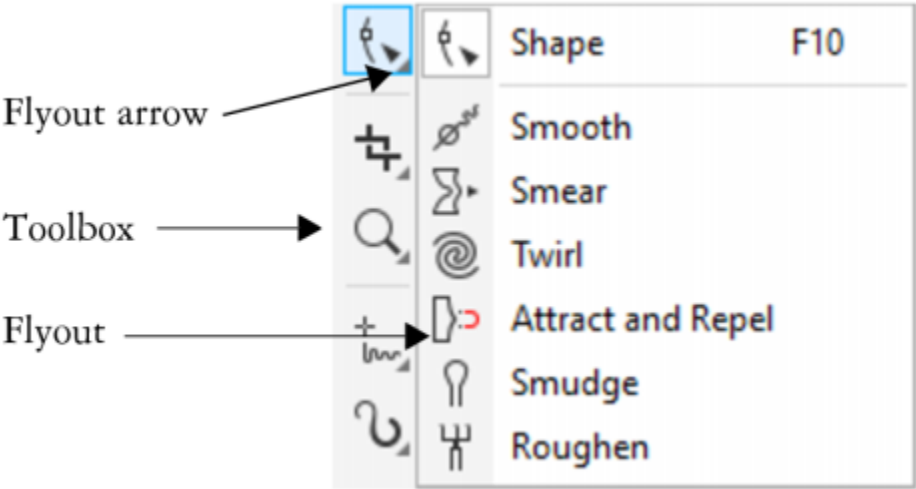 Shape F10
Flyout arrow
Smooth
Smear
Toolbox
Twirl
Attract and Repel
Flyout
Smudge
Roughen